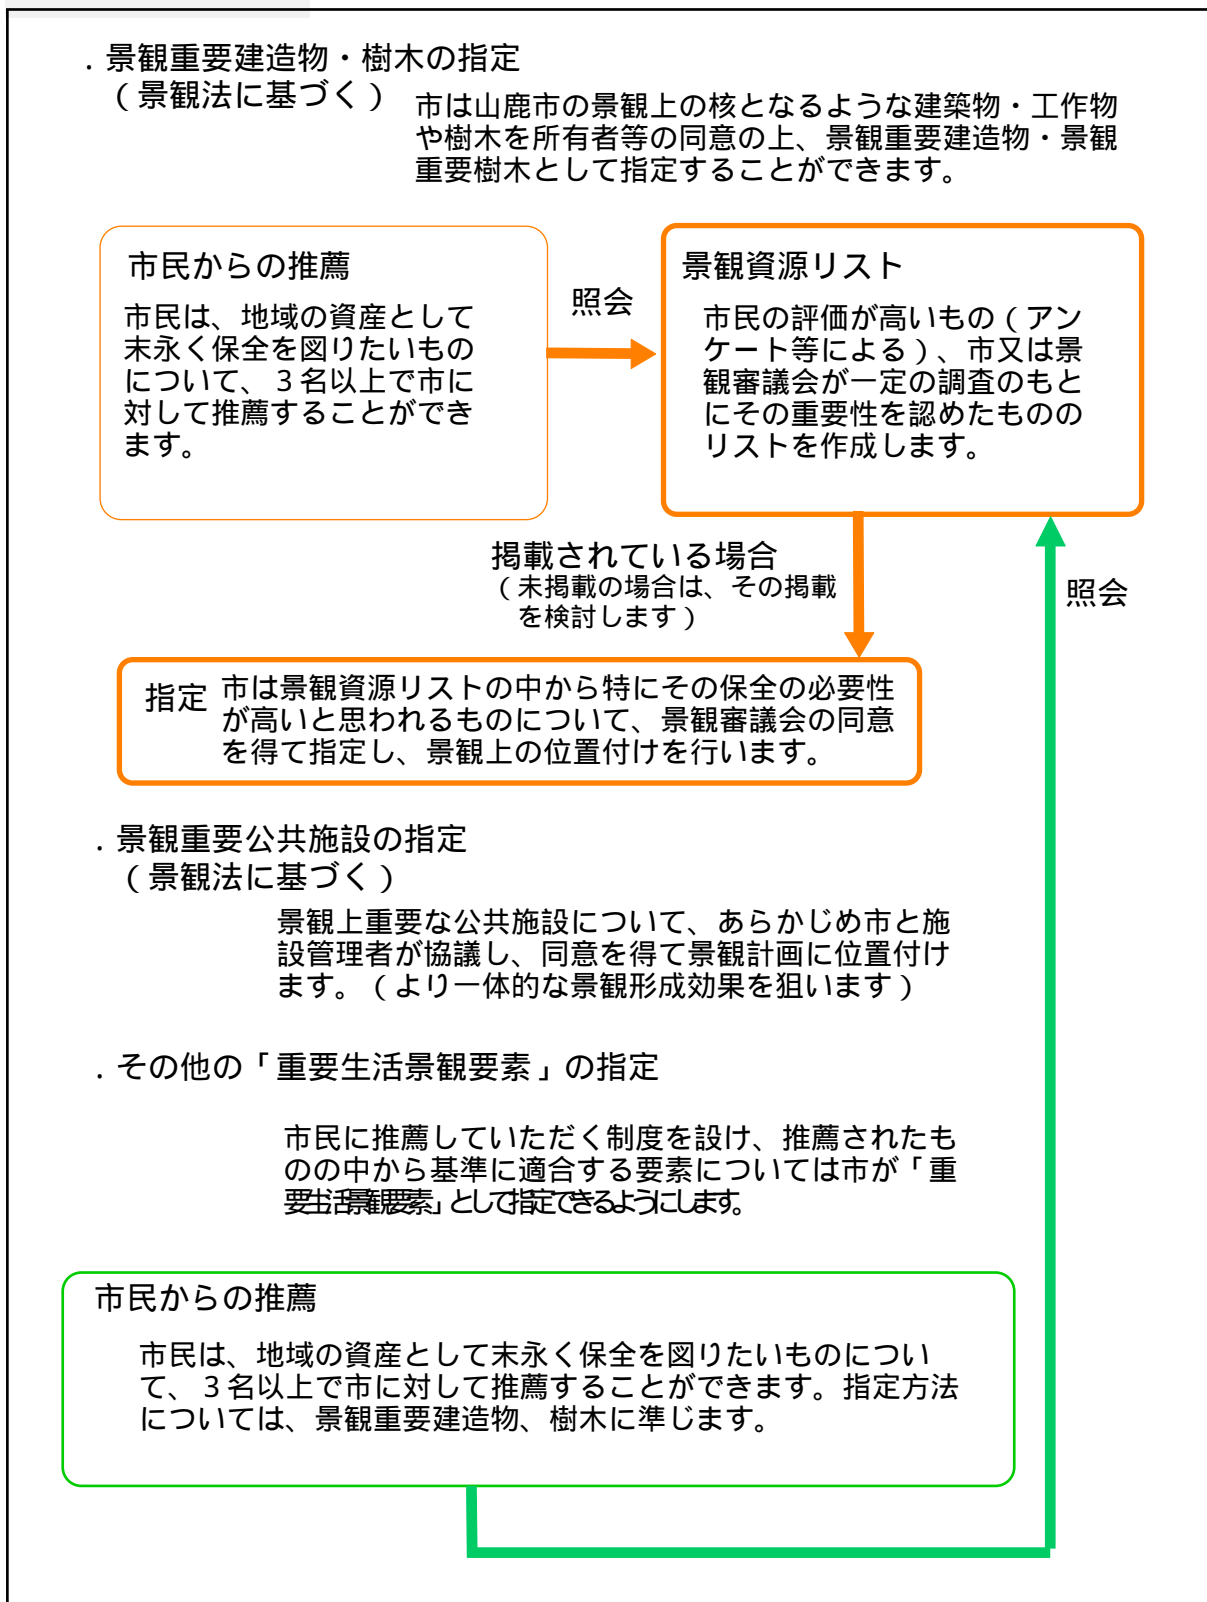 ．景観重要建造物・樹木の指定
（景観法に基づく）
市は山鹿市の景観上の核となるような建築物・工作物
や樹木を所有者等の同意の上、景観重要建造物・景観
重要樹木として指定することができます。
市民からの推薦
市民は、地域の資産として
末永く保全を図りたいもの
について、３名以上で市に
対して推薦することができ
ます。
照会
景観資源リスト
市民の評価が高いもの（アン
ケート等による）、市又は景
観審議会が一定の調査のもと
にその重要性を認めたものの
リストを作成します。
掲載されている場合
（未掲載の場合は、その掲載
を検討します）
照会
指定
市は景観資源リストの中から特にその保全の必要性
が高いと思われるものについて、景観審議会の同意
を得て指定し、景観上の位置付けを行います。
．景観重要公共施設の指定
（景観法に基づく）
景観上重要な公共施設について、あらかじめ市と施
設管理者が協議し、同意を得て景観計画に位置付け
ます。（より一体的な景観形成効果を狙います）
．その他の「重要生活景観要素」の指定
市民に推薦していただく制度を設け、推薦されたも
のの中から基準に適合する要素については市が「重
要生活景観要素」として指定できるようにします。
市民からの推薦
市民は、地域の資産として末永く保全を図りたいものについ
て、３名以上で市に対して推薦することができます。指定方法
については、景観重要建造物、樹木に準じます。